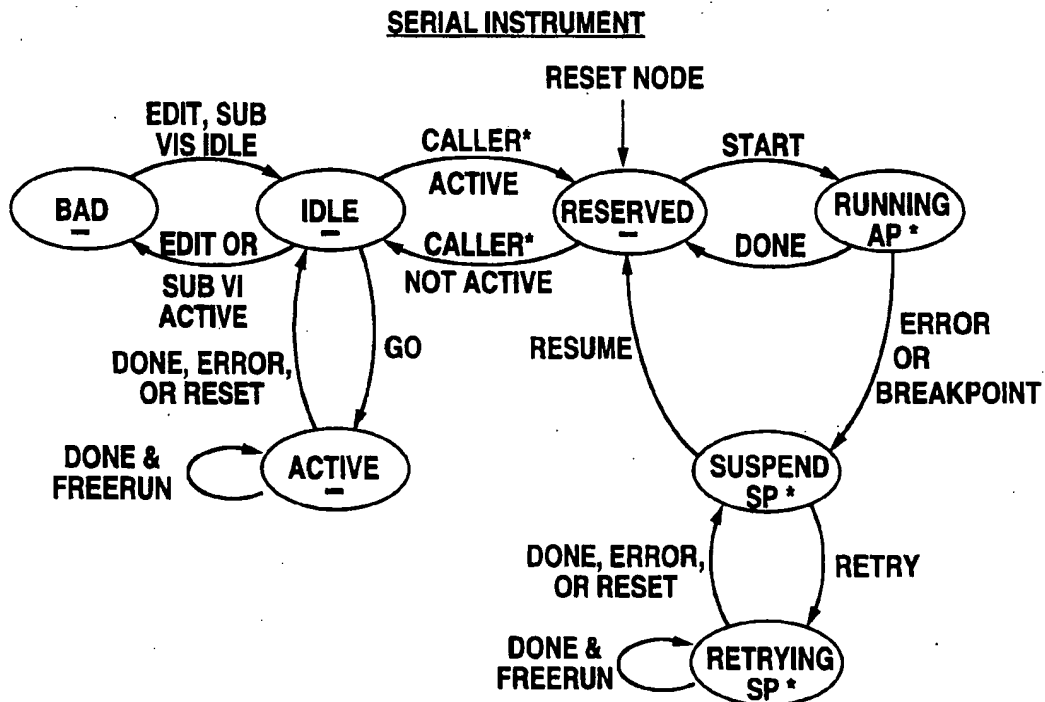 SERIAL INSTRUMENT
RESET NODE
EDIT, SUB
VIS IDLE
CALLER*
ACTIVE
START
BAD
–
IDLE
–
RESERVED
–
RUNNING
AP *
EDIT OR
SUB VI
ACTIVE
CALLER*
NOT ACTIVE
DONE
DONE, ERROR,
OR RESET
GO
RESUME
ERROR
OR
BREAKPOINT
DONE &
FREERUN
ACTIVE
–
SUSPEND
SP *
DONE, ERROR,
OR RESET
RETRY
DONE &
FREERUN
RETRYING
SP *